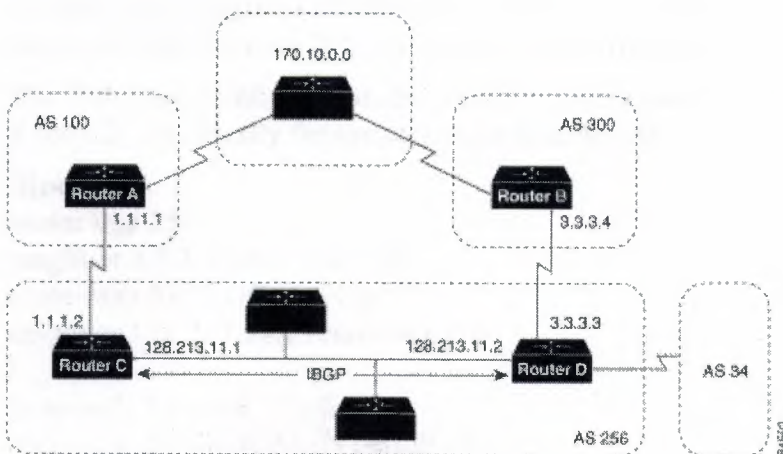 170.10.0.0
AS 100
AS 300
Router A
Router B
1.1.1.1
3.3.3.4
1.1.1.2
3.3.3.3
128.213.11.1
128.213.11.2
Router C
Router D
IBGP
AS 34
AS 256